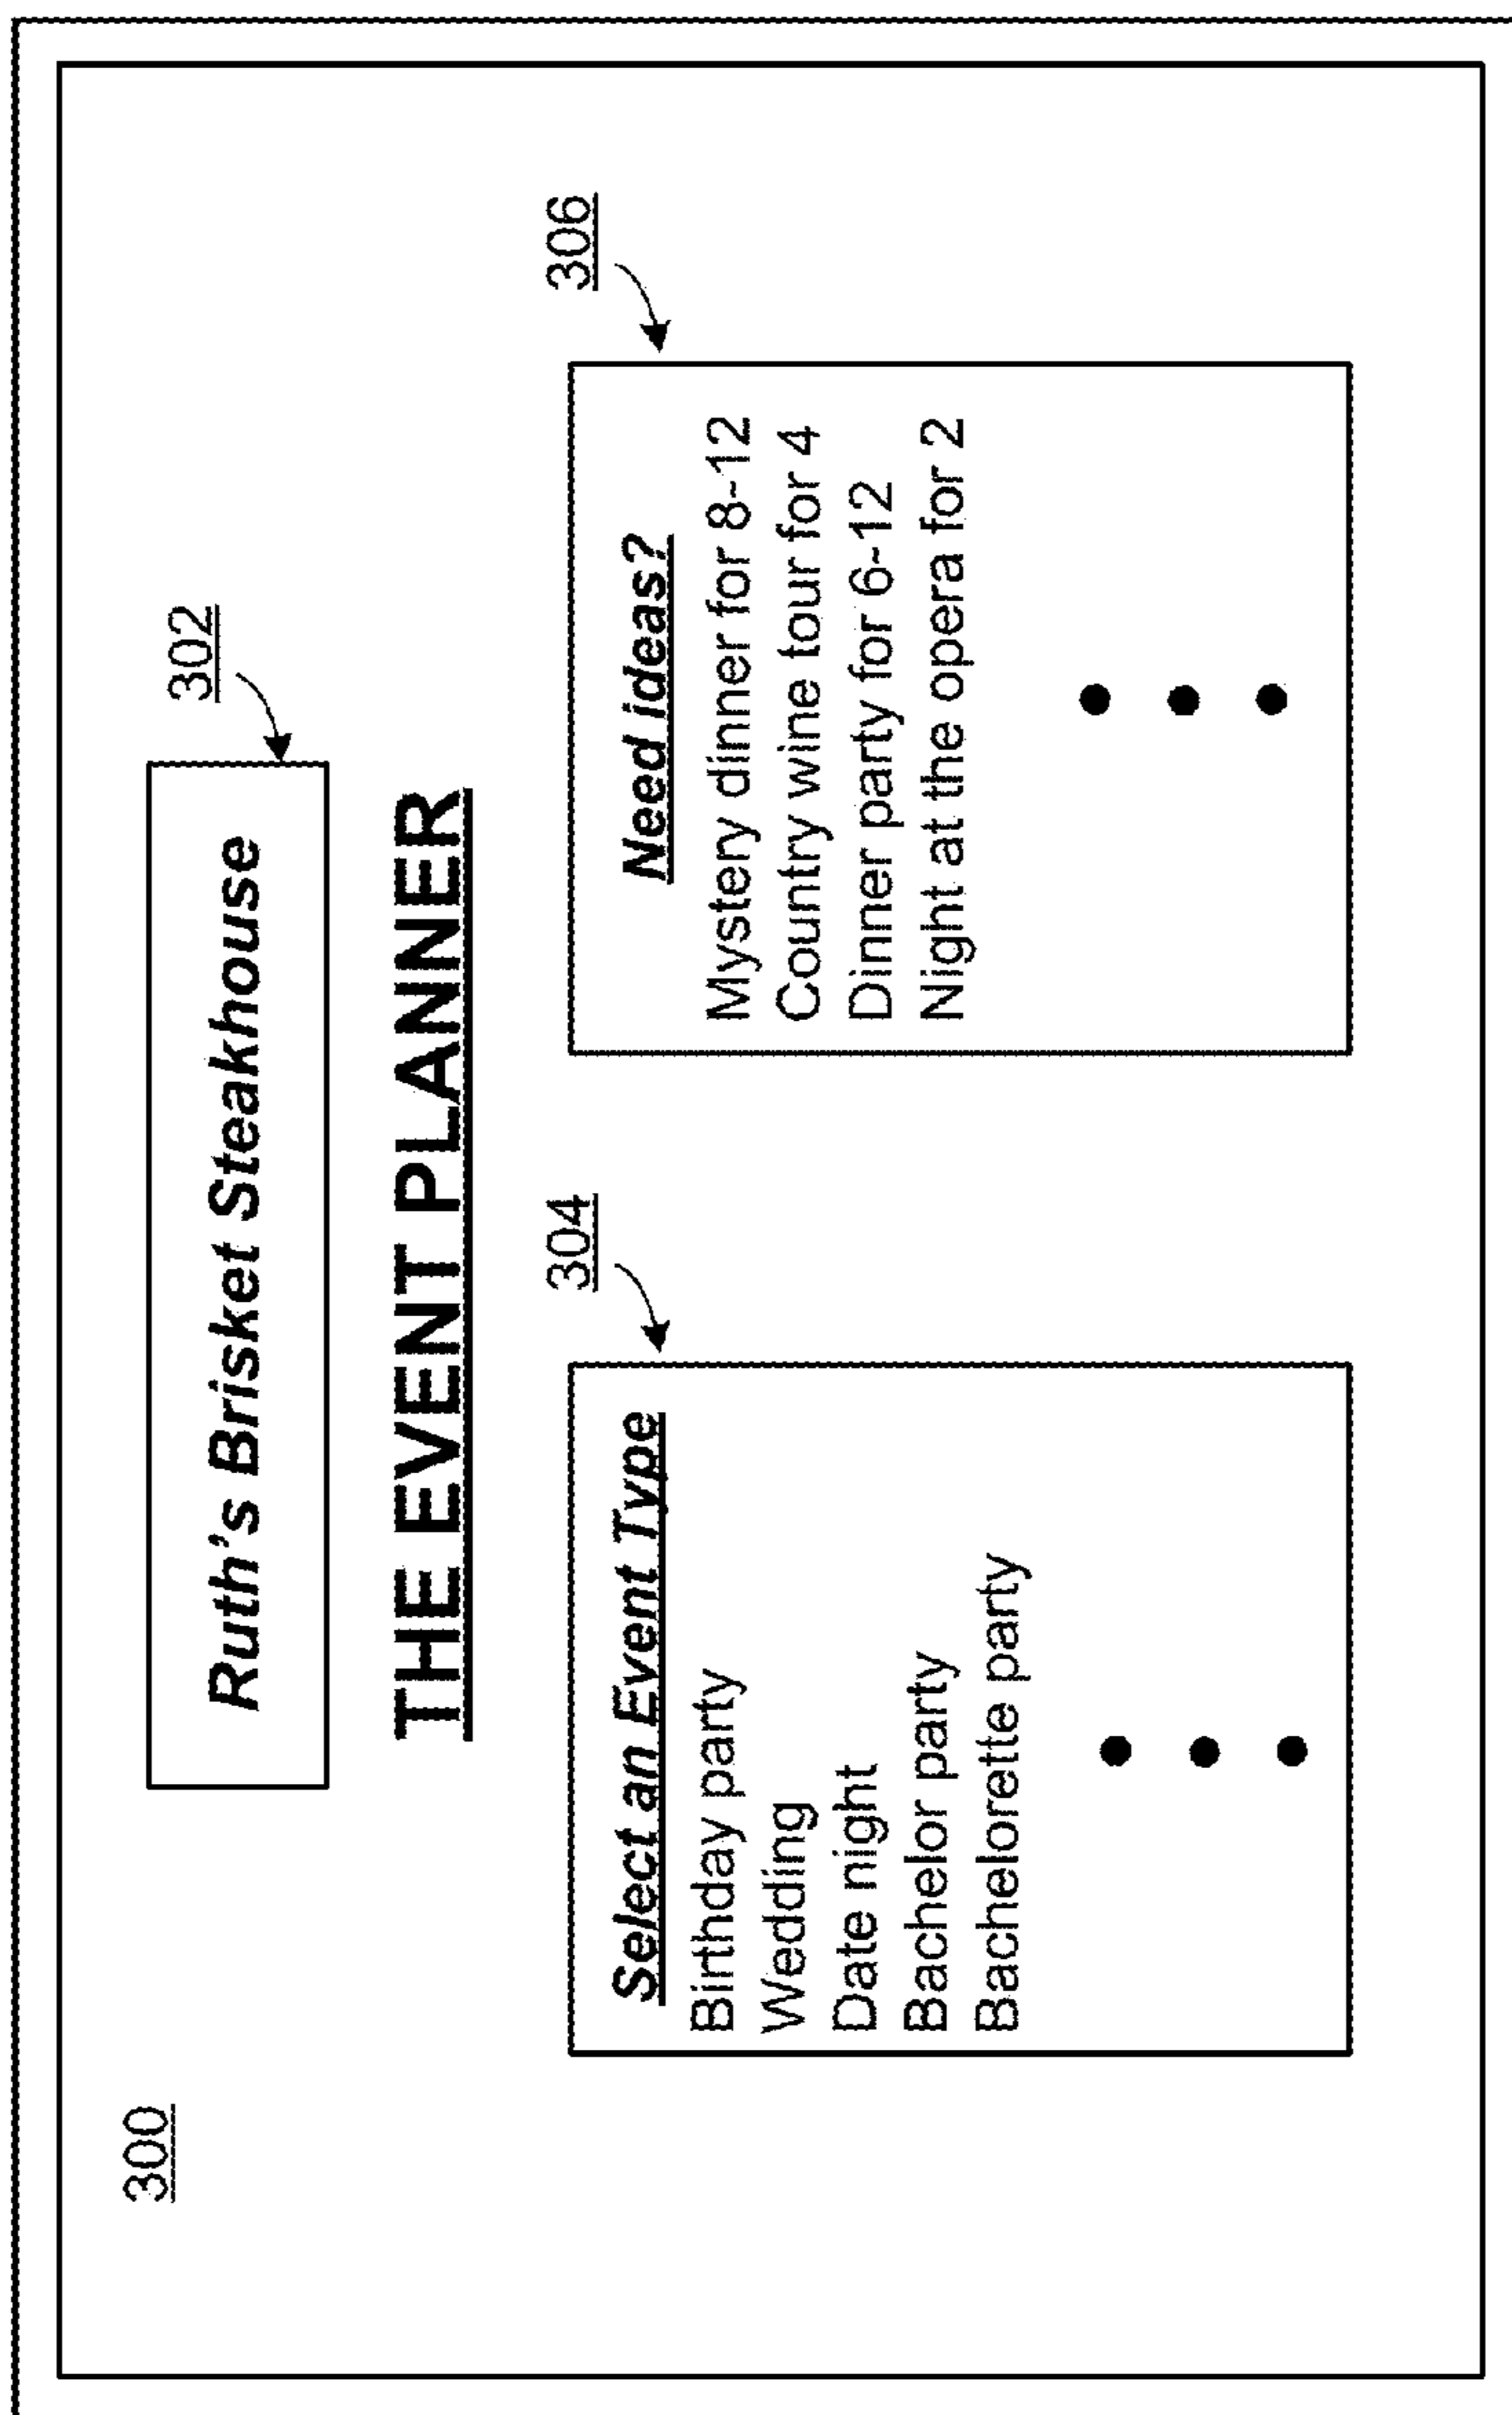 300
302
Ruth's Brisket Steakhouse
THE EVENT PLANNER
304
Select an Event Type
Birthday party
Wedding
Date night
Bachelor party
Bachelorette party
306
Need ideas?
Mystery dinner for 8-12
Country wine tour for 4
Dinner party for 6-12
Night at the opera for 2